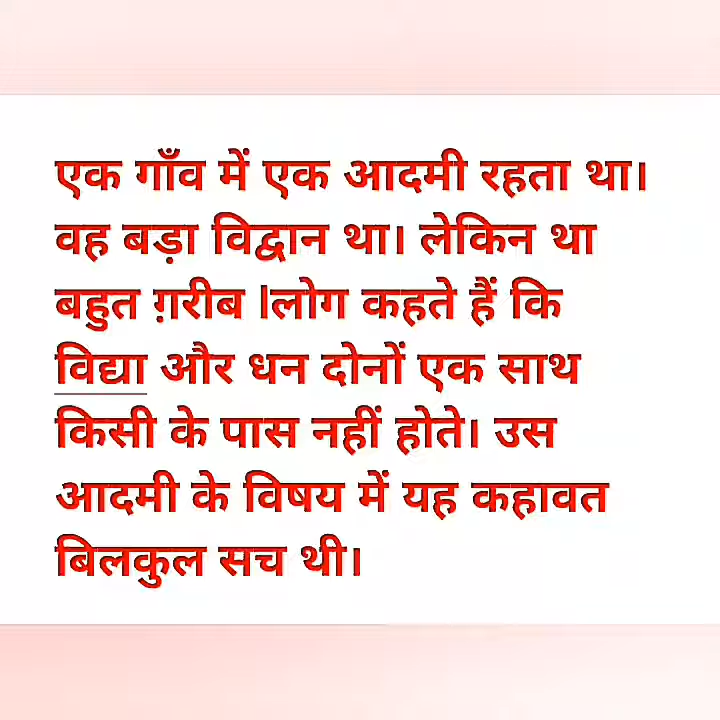 एक गाँव में एक आदमी रहता था।
वह बड़ा विद्वान था। लेकिन था
बहुत ग़रीब ।लोग कहते हैं कि
विद्या और धन दोनों एक साथ
किसी के पास नहीं होते। उस
आदमी के विषय में यह कहावत
बिलकुल सच थी।